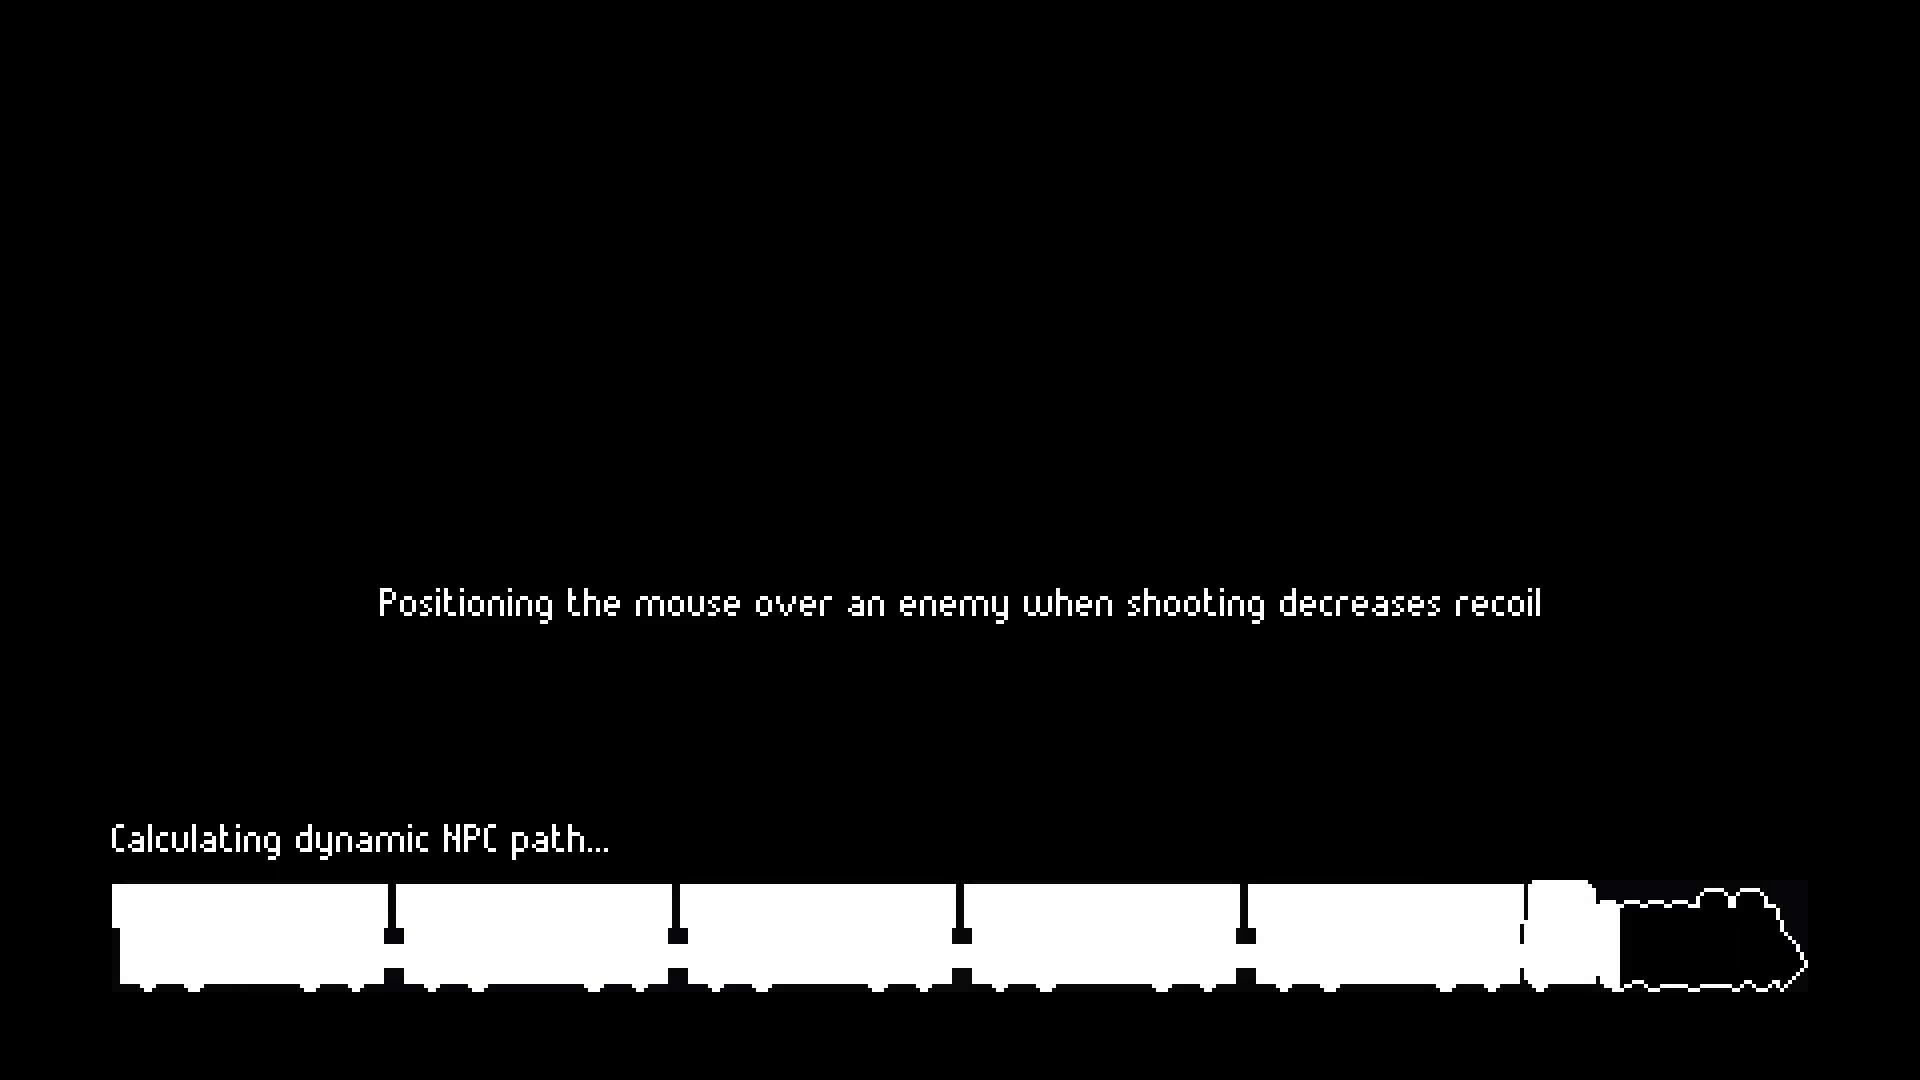 Positioning the mouse over an enemy when shooting decreases recoil
Calculating dynamic NPC path...